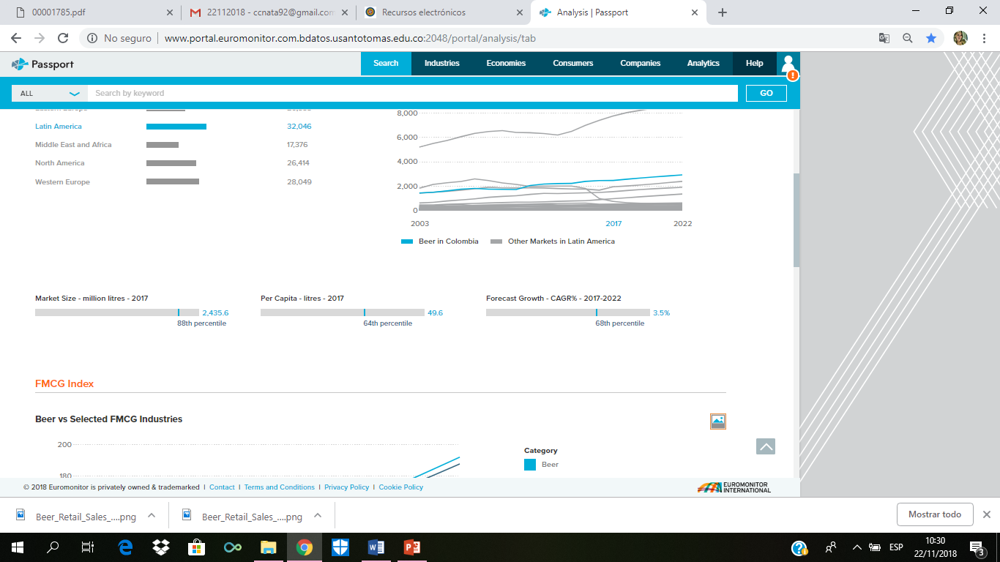 00001785.pdf
22112018 - ccnata92@gmail.com
Recursos electrónicos
Analysis | Passport
No seguro | www.portal.euromonitor.com.bdatos.usantotomas.edu.co:2048/portal/analysis/tab
Passport
Search Industries Economies Consumers Companies Analytics Help
ALL Search by keyword GO
Latin America 32,046
Middle East and Africa 17,376
North America 26,414
Western Europe 28,049
8,000
6,000
4,000
2,000
0
2003 2017 2022
Beer in Colombia Other Markets in Latin America
Market Size - million litres - 2017
2,435.6
88th percentile
Per Capita - litres - 2017
49.6
64th percentile
Forecast Growth - CAGR% - 2017-2022
3.5%
68th percentile
FMCG Index
Beer vs Selected FMCG Industries
200
180
Category
Beer
© 2018 Euromonitor is privately owned & trademarked | Contact | Terms and Conditions | Privacy Policy | Cookie Policy
EUROMONITOR
INTERNATIONAL
Beer_Retail_Sales_....png
Beer_Retail_Sales_....png
Mostrar todo
ESP
10:30
22/11/2018
3